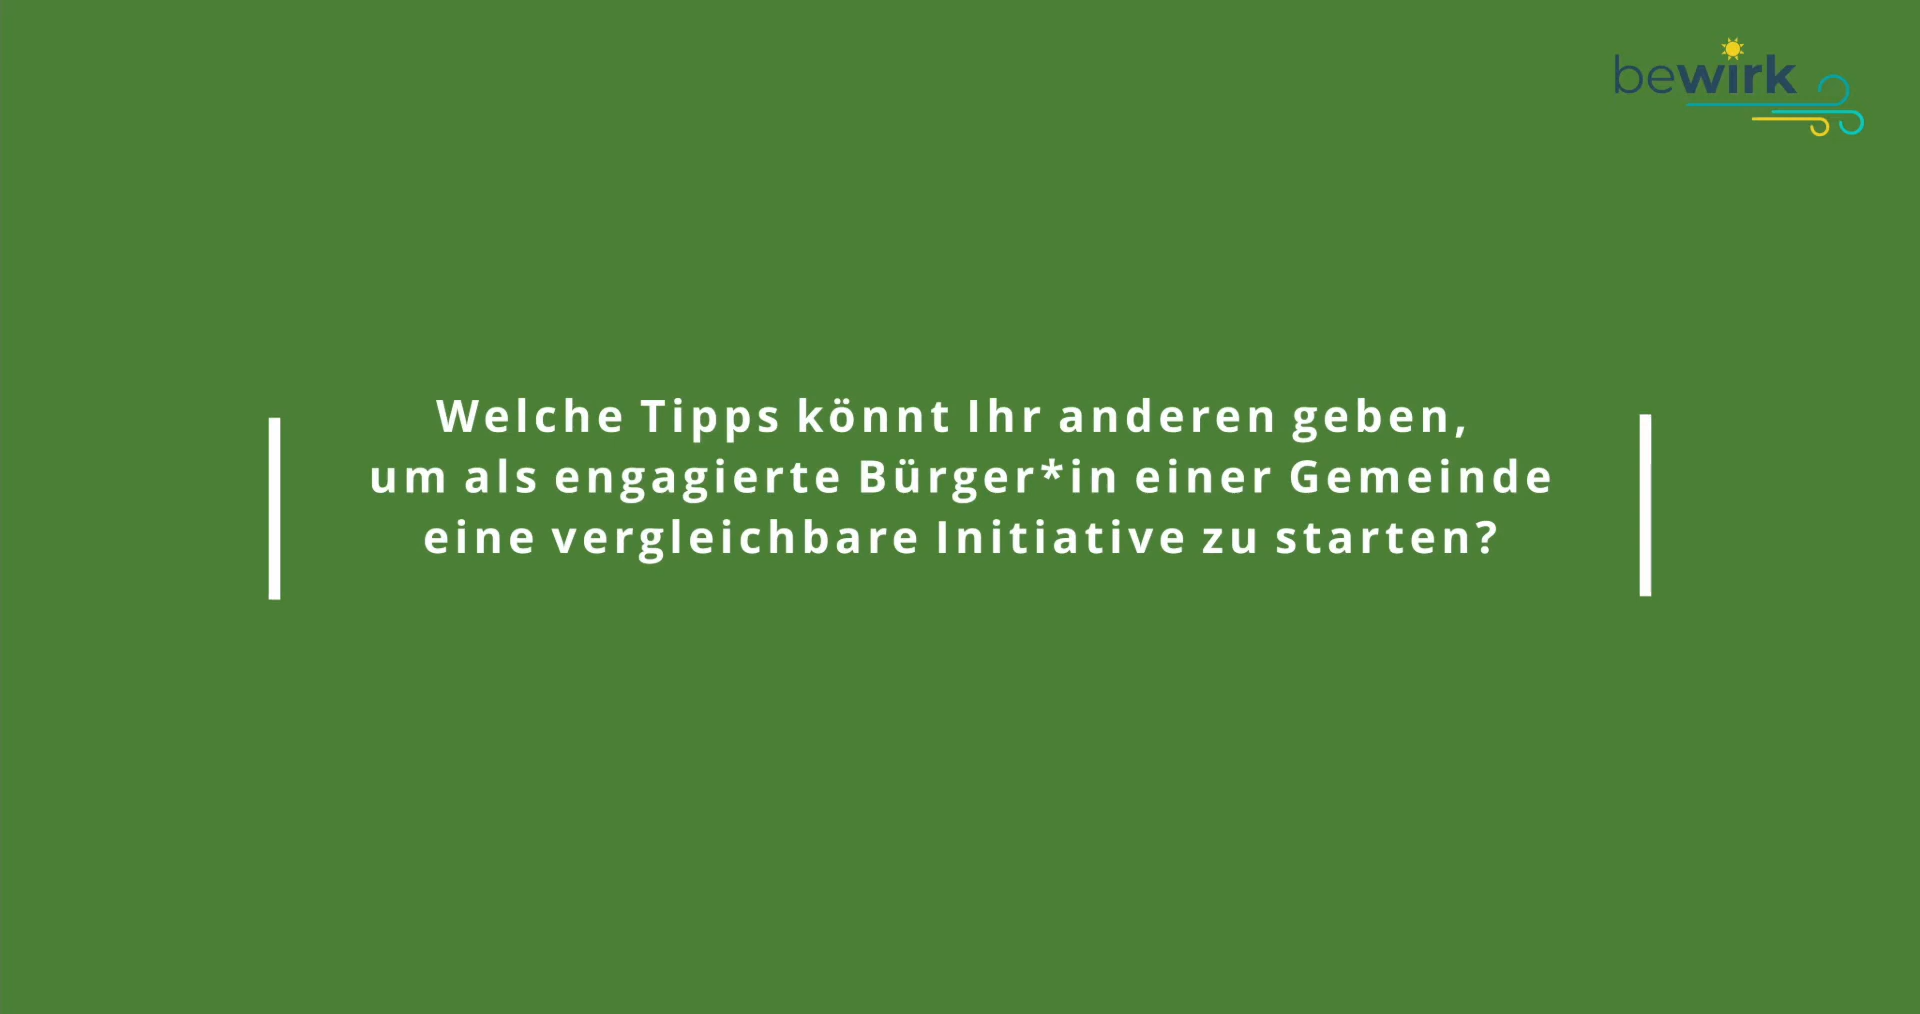 bewirk
Welche Tipps könnt Ihr anderen geben,
um als engagierte Bürger*in einer Gemeinde
eine vergleichbare Initiative zu starten?